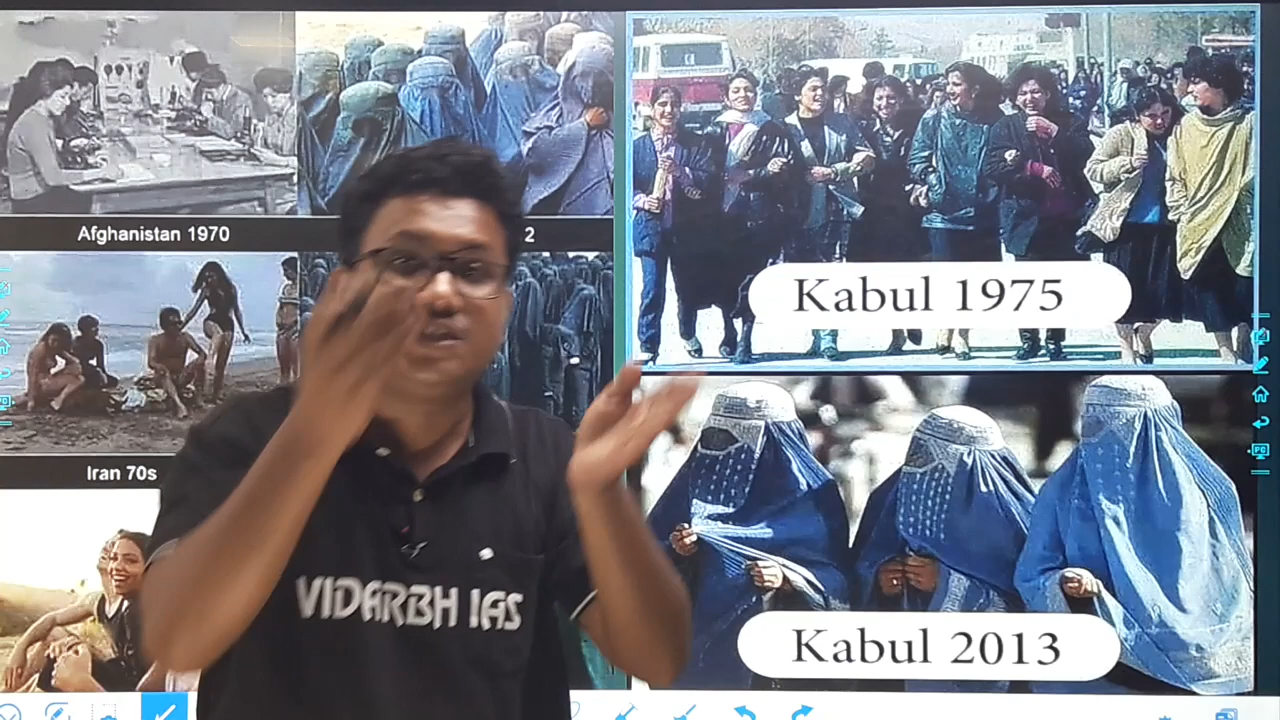 Afghanistan 1970
2
Kabul 1975
Iran 70s
VIDARBH IAS
Kabul 2013